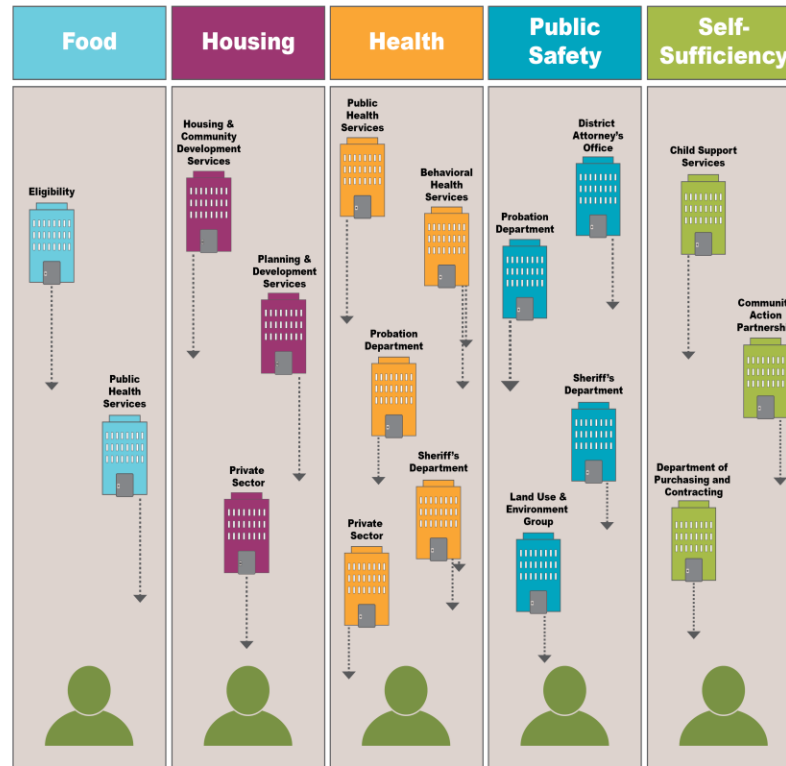 Food
Housing
Health
Public
Safety
Self-
Sufficiency
Eligibility
Public
Health
Services
Housing &
Community
Development
Services
Planning &
Development
Services
Private
Sector
Public
Health
Services
Behavioral
Health
Services
Probation
Department
Sheriff's
Department
Private
Sector
District
Attorney's
Office
Probation
Department
Sheriff's
Department
Land Use &
Environment
Group
Child Support
Services
Community
Action
Partnership
Department of
Purchasing and
Contracting